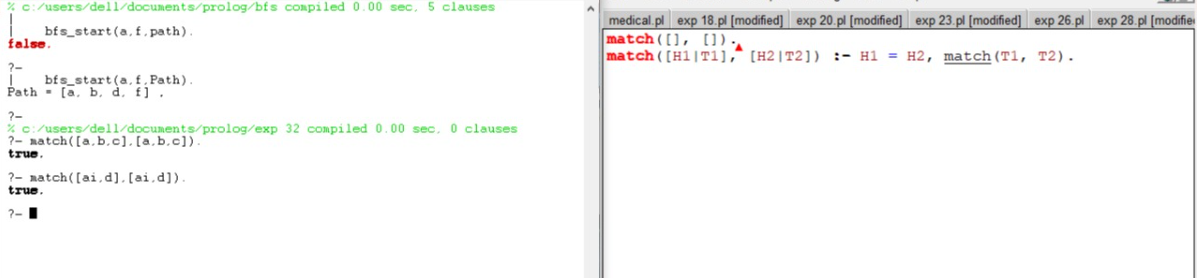 % c:/users/dell/documents/prolog/bfs compiled 0.00 sec, 5 clauses
|
|    bfs_start(a,f,path).
false.
?-
|    bfs_start(a,f,Path).
Path = [a, b, d, f] .
?-
% c:/users/dell/documents/prolog/exp 32 compiled 0.00 sec, 0 clauses
?- match([a,b,c],[a,b,c]).
true.
?- match([ai,d],[ai,d]).
true.
?-
medical.pl exp 18.pl [modified] exp 20.pl [modified] exp 23.pl [modified] exp 26.pl exp 28.pl [modifie
match([], []).
match([H1|T1], [H2|T2]) :- H1 = H2, match(T1, T2).